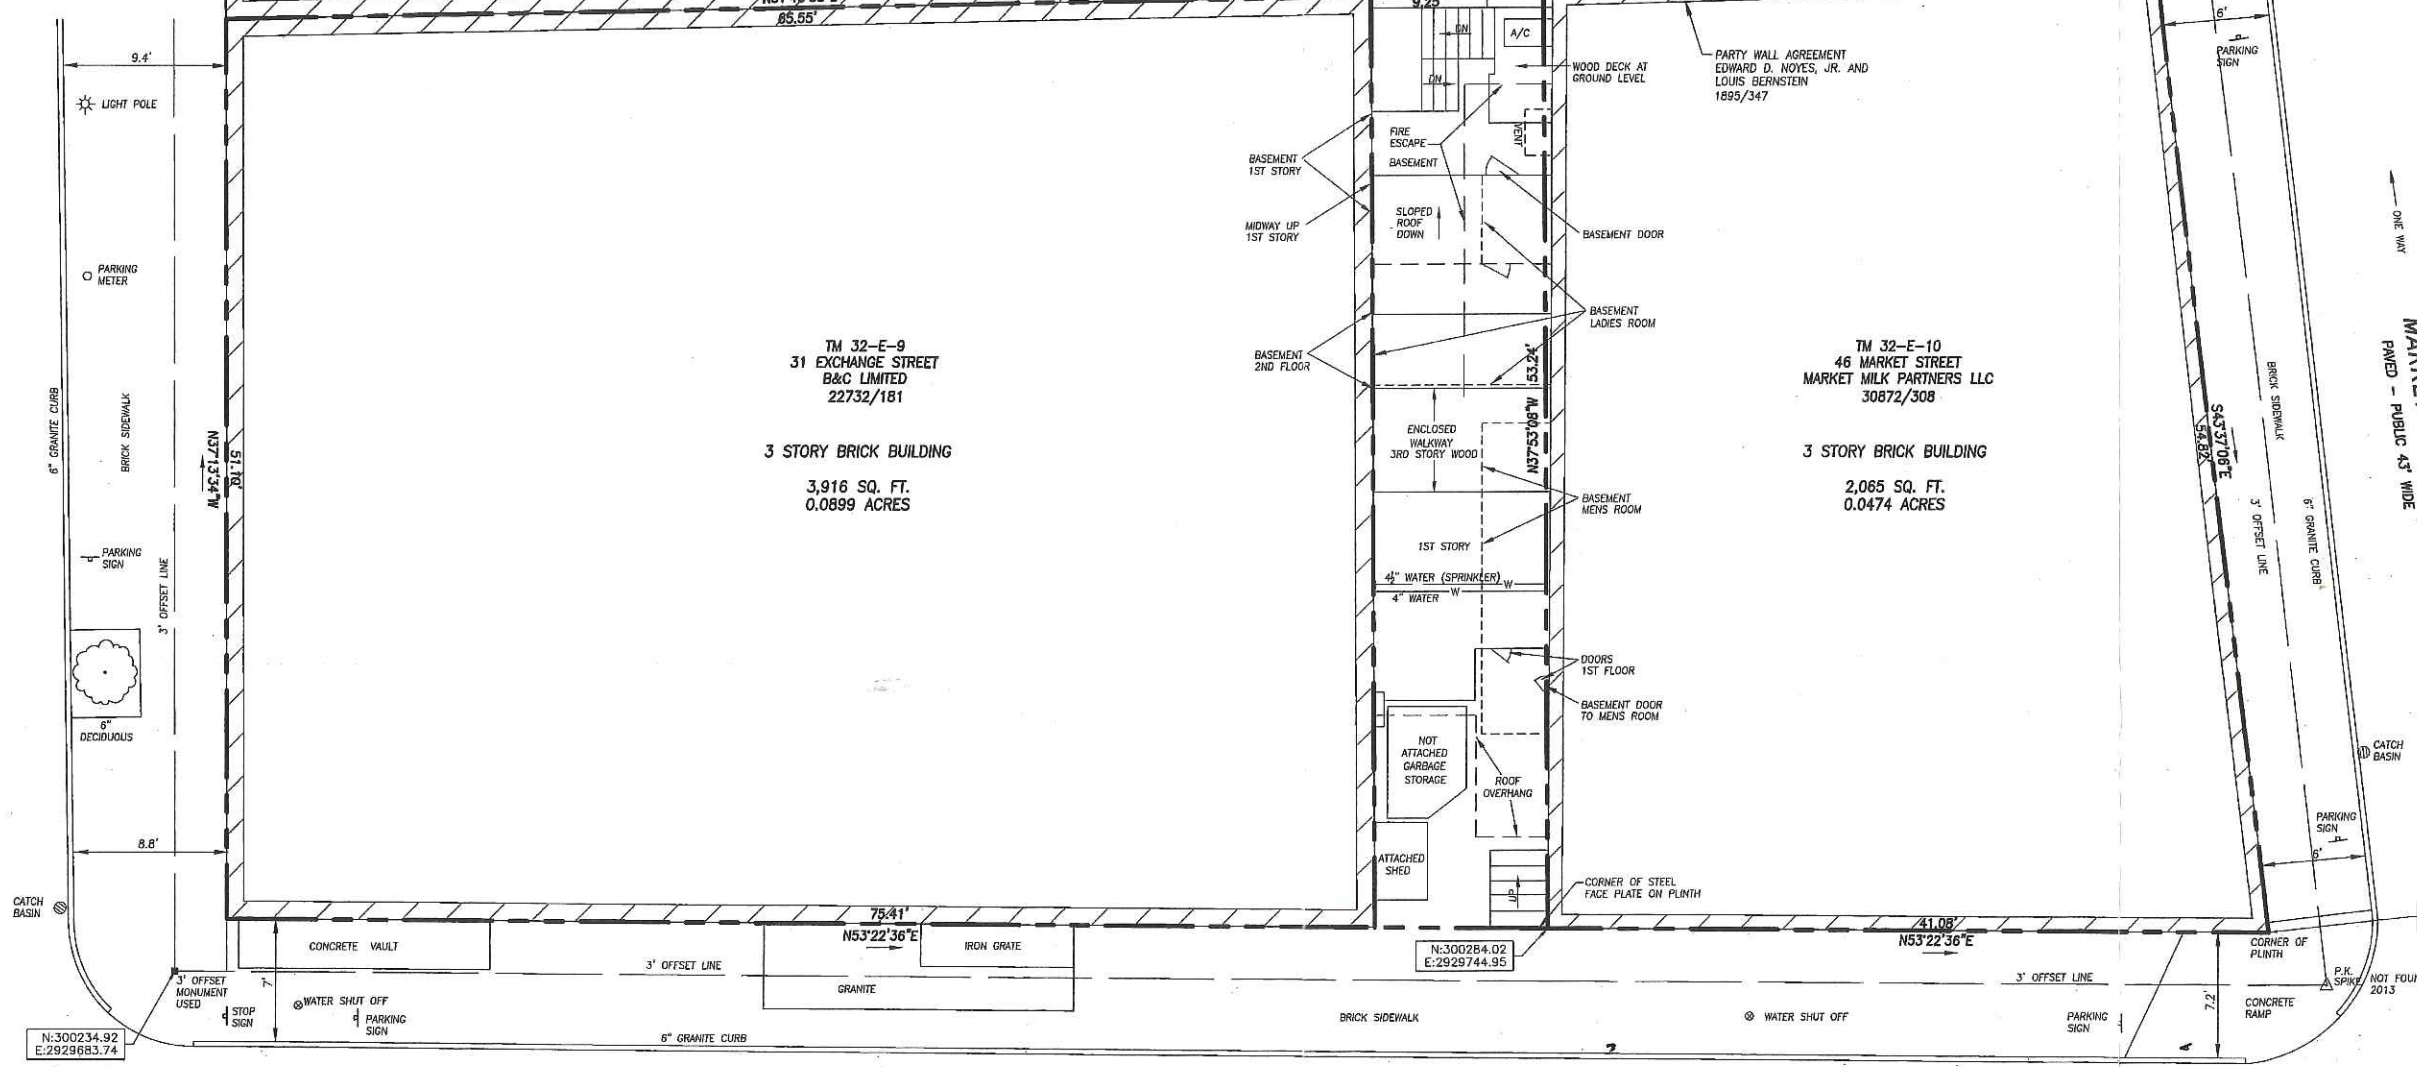 65.55'
9.25'
9.4'
LIGHT POLE
PARKING
METER
6" GRANITE CURB
BRICK SIDEWALK
N37°13'34"W
51.10'
PARKING
SIGN
3' OFFSET LINE
6"
DECIDUOUS
8.8'
CATCH
BASIN
TM 32-E-9
31 EXCHANGE STREET
B&C LIMITED
22732/181
3 STORY BRICK BUILDING
3,916 SQ. FT.
0.0899 ACRES
DN
DN
A/C
WOOD DECK AT
GROUND LEVEL
FIRE
ESCAPE
VENT
BASEMENT
BASEMENT
1ST STORY
MIDWAY UP
1ST STORY
SLOPED
ROOF
DOWN
BASEMENT DOOR
BASEMENT
LADIES ROOM
BASEMENT
2ND FLOOR
53.24'
N37°53'08"W
ENCLOSED
WALKWAY
3RD STORY WOOD
BASEMENT
MENS ROOM
1ST STORY
4½" WATER (SPRINKLER)
W
W
4" WATER
DOORS
1ST FLOOR
BASEMENT DOOR
TO MENS ROOM
NOT
ATTACHED
GARBAGE
STORAGE
ROOF
OVERHANG
ATTACHED
SHED
UP
CORNER OF STEEL
FACE PLATE ON PLINTH
PARTY WALL AGREEMENT
EDWARD D. NOYES, JR. AND
LOUIS BERNSTEIN
1895/347
TM 32-E-10
46 MARKET STREET
MARKET MILK PARTNERS LLC
30872/308
3 STORY BRICK BUILDING
2,065 SQ. FT.
0.0474 ACRES
6'
PARKING
SIGN
ONE WAY
PAVED - PUBLIC 43' WIDE
BRICK SIDEWALK
S43°37'06"E
54.82'
3' OFFSET LINE
6" GRANITE CURB
CATCH
BASIN
PARKING
SIGN
6'
75.41'
N53°22'36"E
41.08'
N53°22'36"E
CORNER OF
PLINTH
CONCRETE VAULT
IRON GRATE
GRANITE
N:300284.02
E:2929744.95
3' OFFSET LINE
3' OFFSET LINE
3' OFFSET
MONUMENT
USED
7'
STOP
SIGN
WATER SHUT OFF
PARKING
SIGN
N:300234.92
E:2929683.74
6" GRANITE CURB
BRICK SIDEWALK
WATER SHUT OFF
PARKING
SIGN
7.2'
CONCRETE
RAMP
P.K.
SPIKE NOT
2013